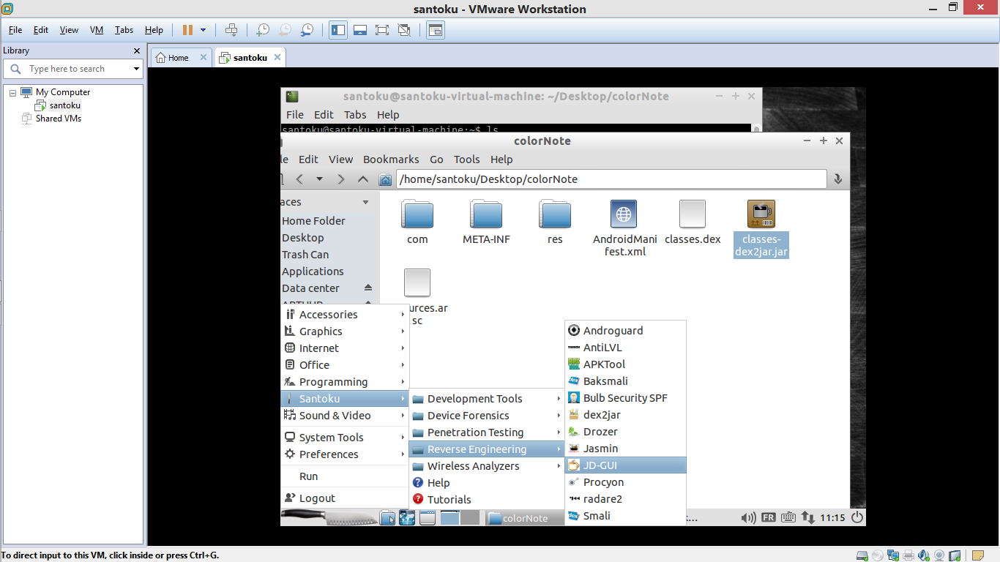 santoku - VMware Workstation
File Edit View VM Tabs Help
Library
Type here to search
My Computer
santoku
Shared VMs
Home
santoku
santoku@santoku-virtual-machine: ~/Desktop/colorNote
File Edit Tabs Help
santoku@santoku-virtual-machine:~$ ls
colorNote
le Edit View Bookmarks Go Tools Help
/home/santoku/Desktop/colorNote
aces
Home Folder
Desktop
Trash Can
Applications
Data center
com
META-INF
res
AndroidMani
fest.xml
classes.dex
classes-
dex2jar.jar
urces.ar
sc
Accessories
Graphics
Internet
Office
Programming
Santoku
Sound & Video
System Tools
Preferences
Run
Logout
Development Tools
Device Forensics
Penetration Testing
Reverse Engineering
Wireless Analyzers
Help
Tutorials
Androguard
AntiLVL
APKTool
Baksmali
Bulb Security SPF
dex2jar
Drozer
Jasmin
JD-GUI
Procyon
radare2
Smali
colorNote
k...
FR
11:15
To direct input to this VM, click inside or press Ctrl+G.